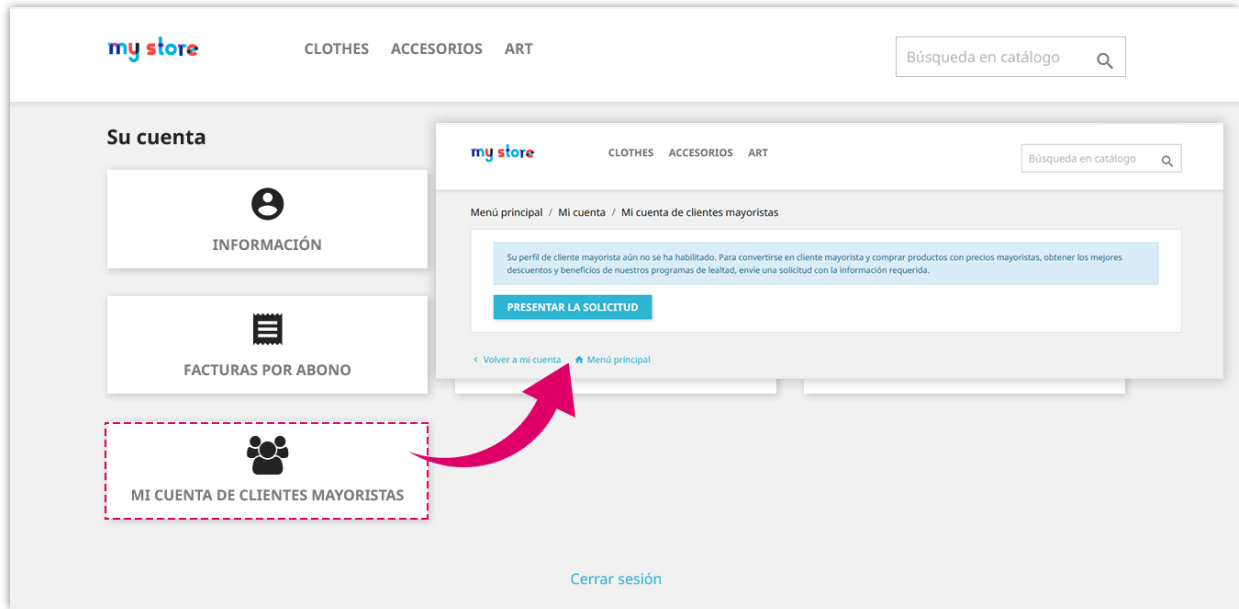 my store
CLOTHES ACCESORIOS ART
Búsqueda en catálogo
Su cuenta
INFORMACIÓN
FACTURAS POR ABONO
MI CUENTA DE CLIENTES MAYORISTAS
my store
CLOTHES ACCESORIOS ART
Búsqueda en catálogo
Menú principal / Mi cuenta / Mi cuenta de clientes mayoristas
Su perfil de cliente mayorista aún no se ha habilitado. Para convertirse en cliente mayorista y comprar productos con precios mayoristas, obtener los mejores
descuentos y beneficios de nuestros programas de lealtad, envíe una solicitud con la información requerida.
PRESENTAR LA SOLICITUD
Volver a mi cuenta Menú principal
Cerrar sesión